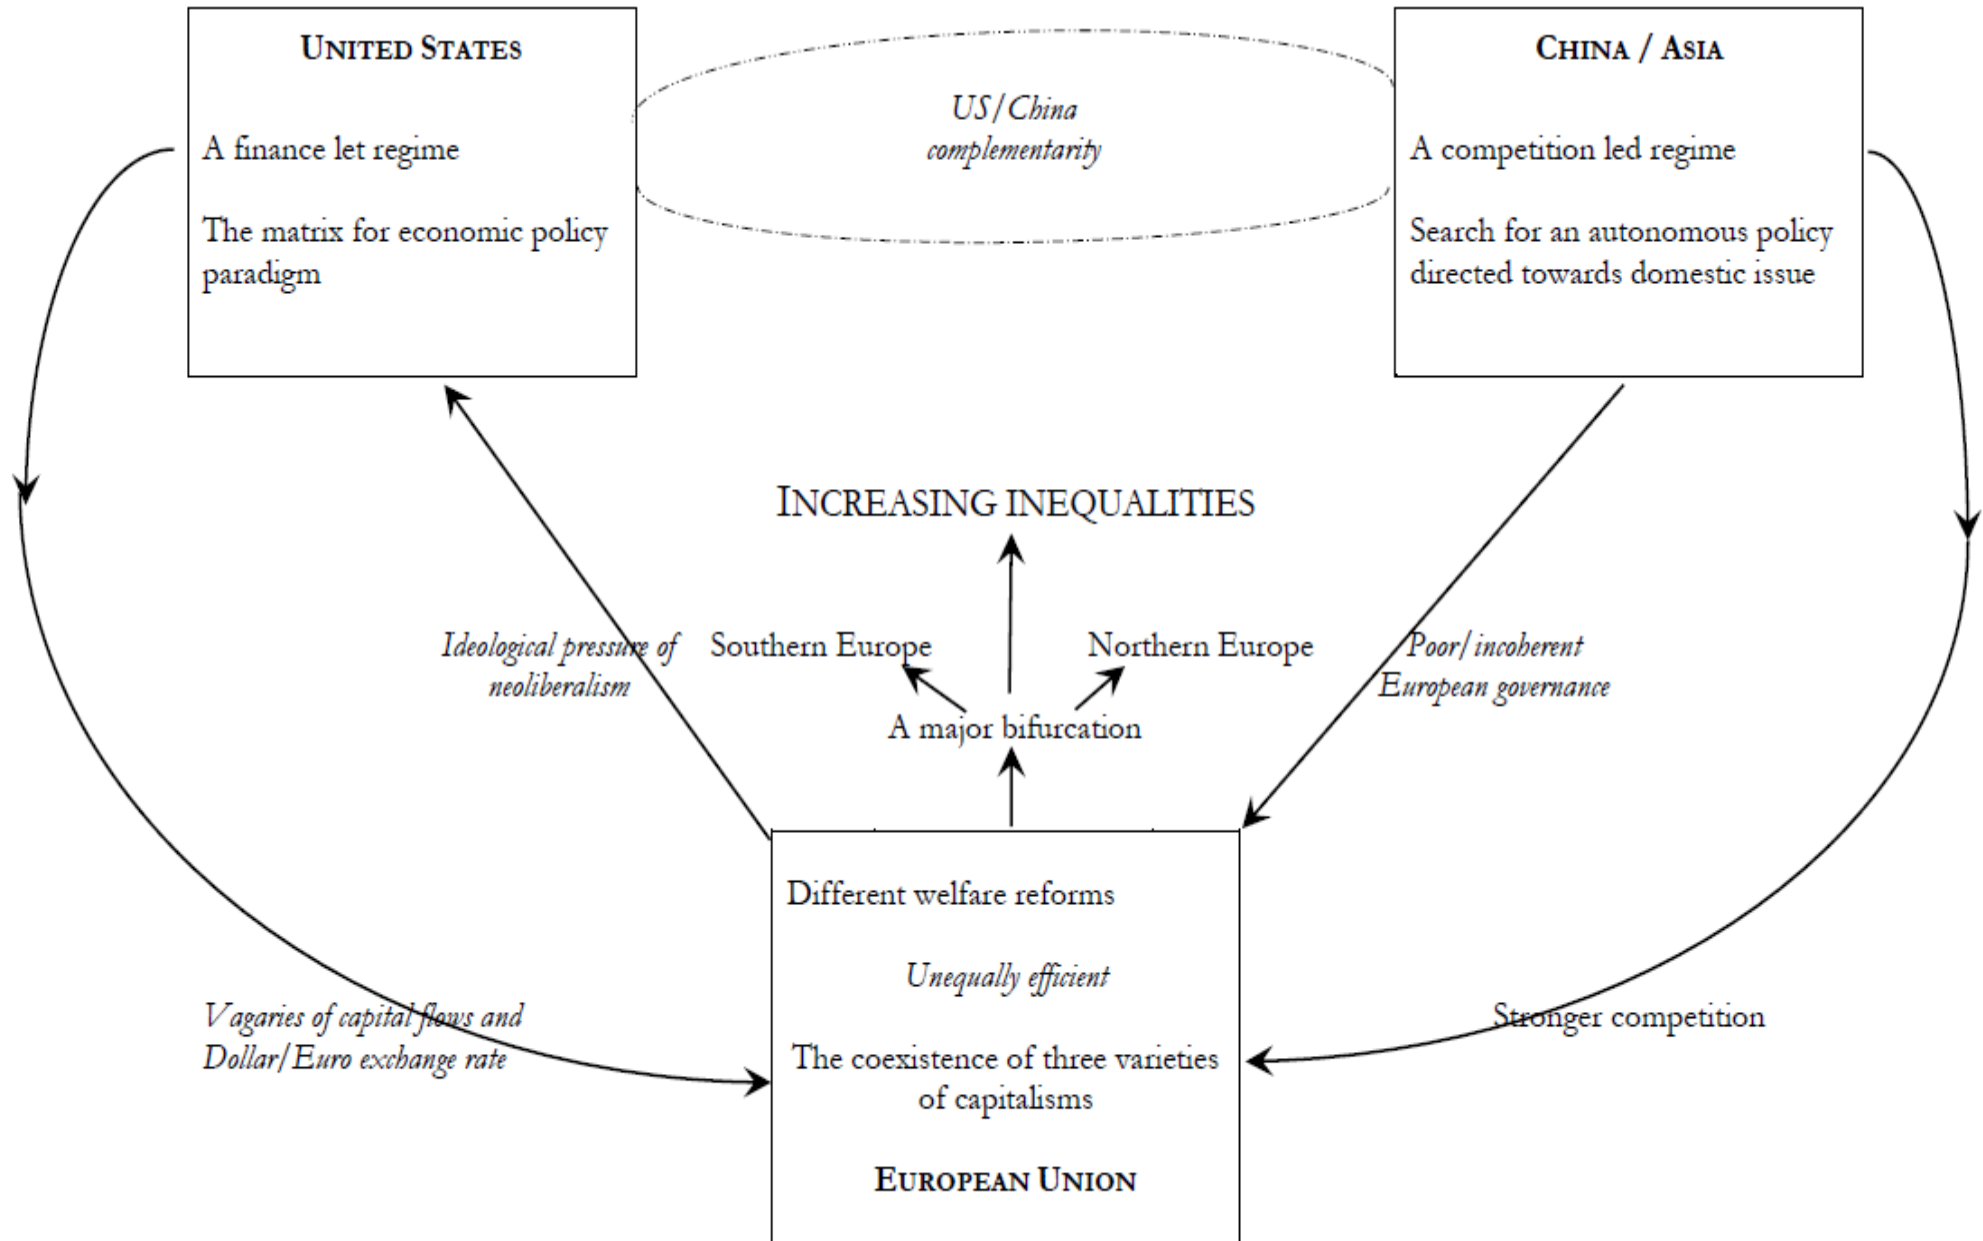 UNITED STATES
A finance let regime
The matrix for economic policy
paradigm
US/China
complementarity
CHINA / ASIA
A competition led regime
Search for an autonomous policy
directed towards domestic issue
INCREASING INEQUALITIES
Ideological pressure of
neoliberalism
Southern Europe
Northern Europe
Poor/incoherent
European governance
A major bifurcation
Different welfare reforms
Unequally efficient
The coexistence of three varieties
of capitalisms
EUROPEAN UNION
Vagaries of capital flows and
Dollar/Euro exchange rate
Stronger competition